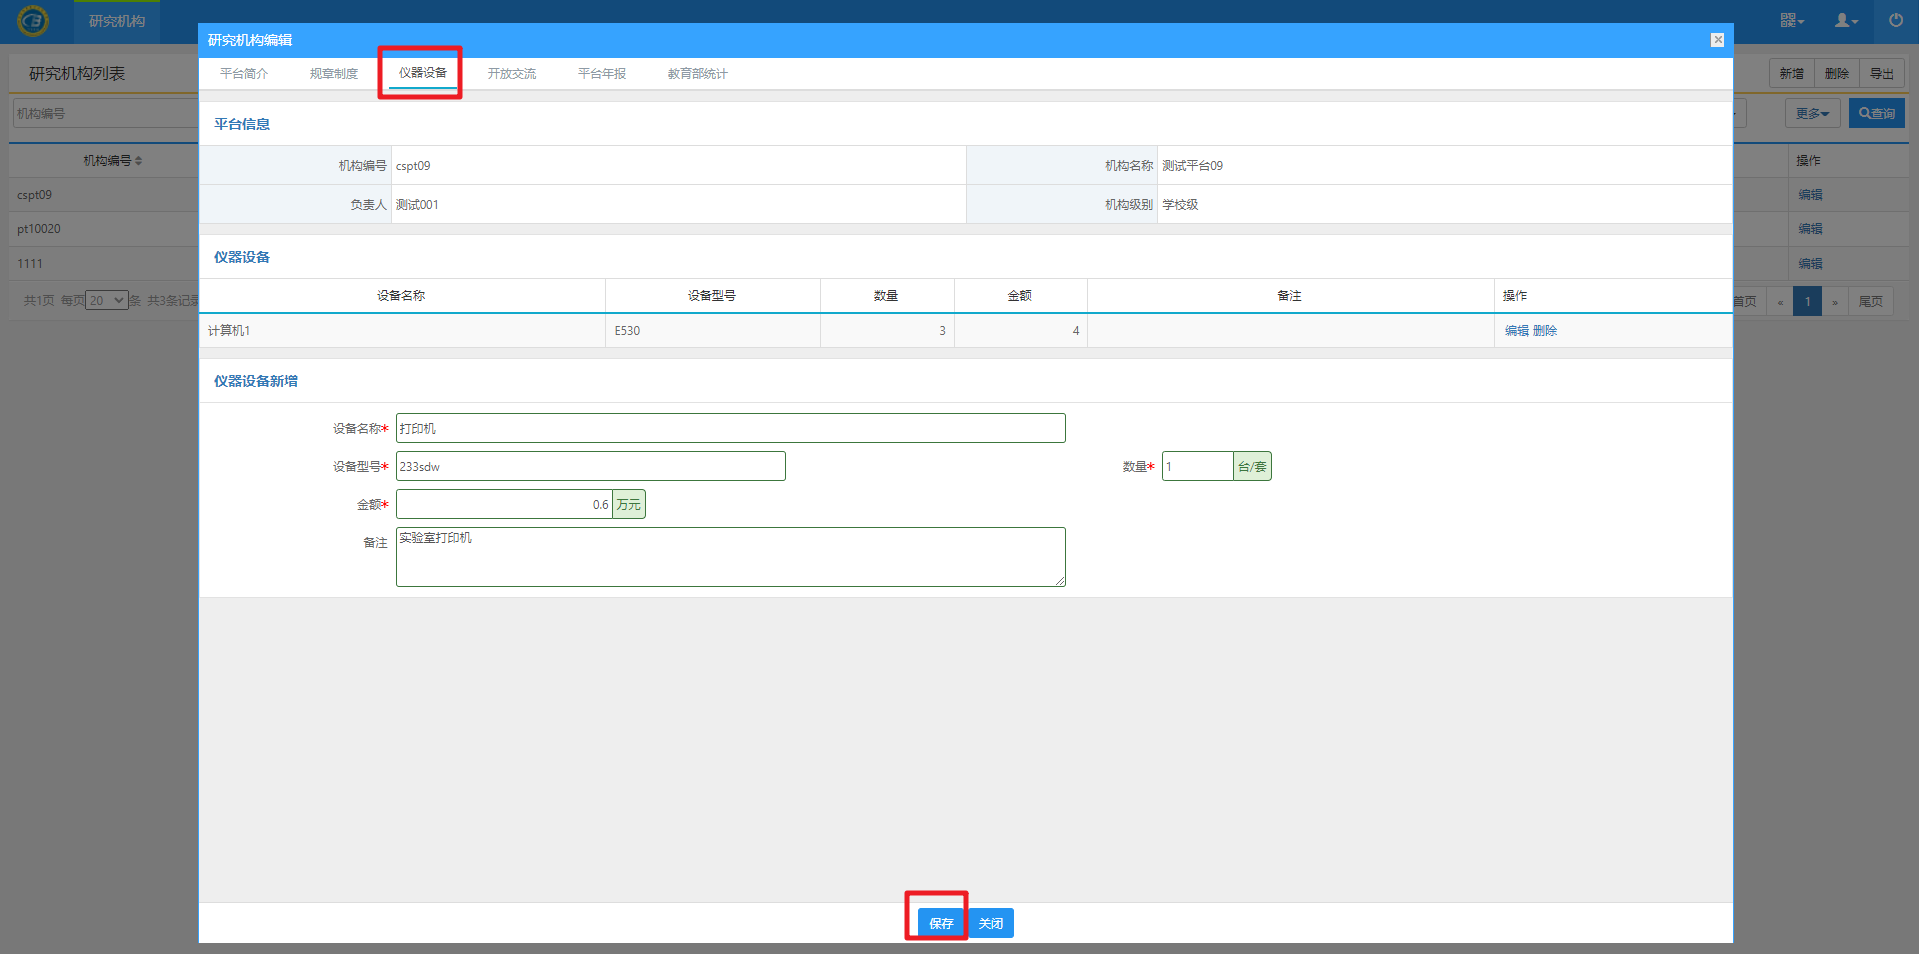 研究机构
研究机构列表
新增 删除 导出
机构编号
更多 查询
机构编号
操作
cspt09
编辑
pt10020
编辑
1111
编辑
共1页 每页 20 条 共3条记录
首页 « 1 » 尾页
研究机构编辑
平台简介 规章制度 仪器设备 开放交流 平台年报 教育部统计
平台信息
机构编号 cspt09 机构名称 测试平台09
负责人 测试001 机构级别 学校级
仪器设备
设备名称 设备型号 数量 金额 备注 操作
计算机1 E530 3 4 编辑 删除
仪器设备新增
设备名称* 打印机
设备型号* 233sdw 数量* 1 台/套
金额* 0.6 万元
备注 实验室打印机
保存 关闭